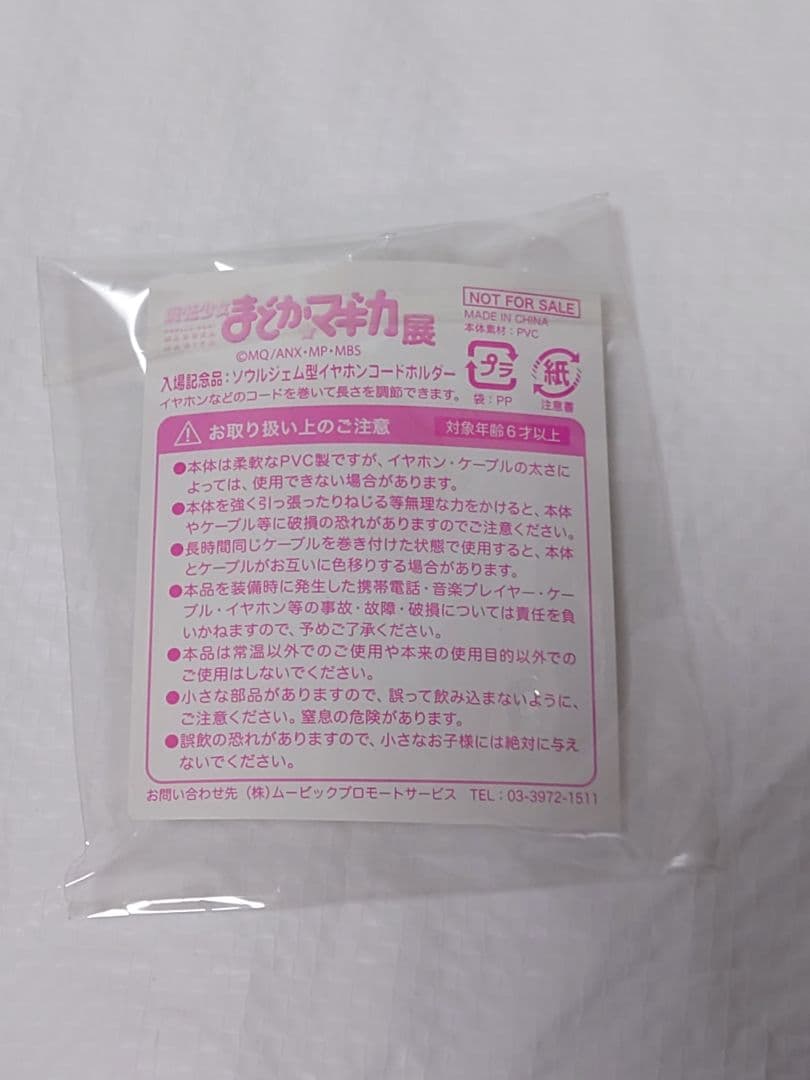 魔法少女
まどか★マギカ展
©MQ/ANX・MP・MBS
NOT FOR SALE
MADE IN CHINA
本体素材：PVC
プラ
袋：PP
紙
注意書
入場記念品：ソウルジェム型イヤホンコードホルダー
イヤホンなどのコードを巻いて長さを調節できます。
お取り扱い上のご注意 対象年齢6才以上
●本体は柔軟なPVC製ですが、イヤホン・ケーブルの太さに
よっては、使用できない場合があります。
●本体を強く引っ張ったりねじる等無理な力をかけると、本体
やケーブル等に破損の恐れがありますのでご注意ください。
●長時間同じケーブルを巻き付けた状態で使用すると、本体
とケーブルがお互いに色移りする場合があります。
●本品を装備時に発生した携帯電話・音楽プレイヤー・ケー
ブル・イヤホン等の事故・故障・破損については責任を負
いかねますので、予めご了承ください。
●本品は常温以外でのご使用や本来の使用目的以外での
ご使用はしないでください。
●小さな部品がありますので、誤って飲み込まないように、
ご注意ください。窒息の危険があります。
●誤飲の恐れがありますので、小さなお子様には絶対に与え
ないでください。
お問い合わせ先（株）ムービックプロモートサービス TEL：03-3972-1511